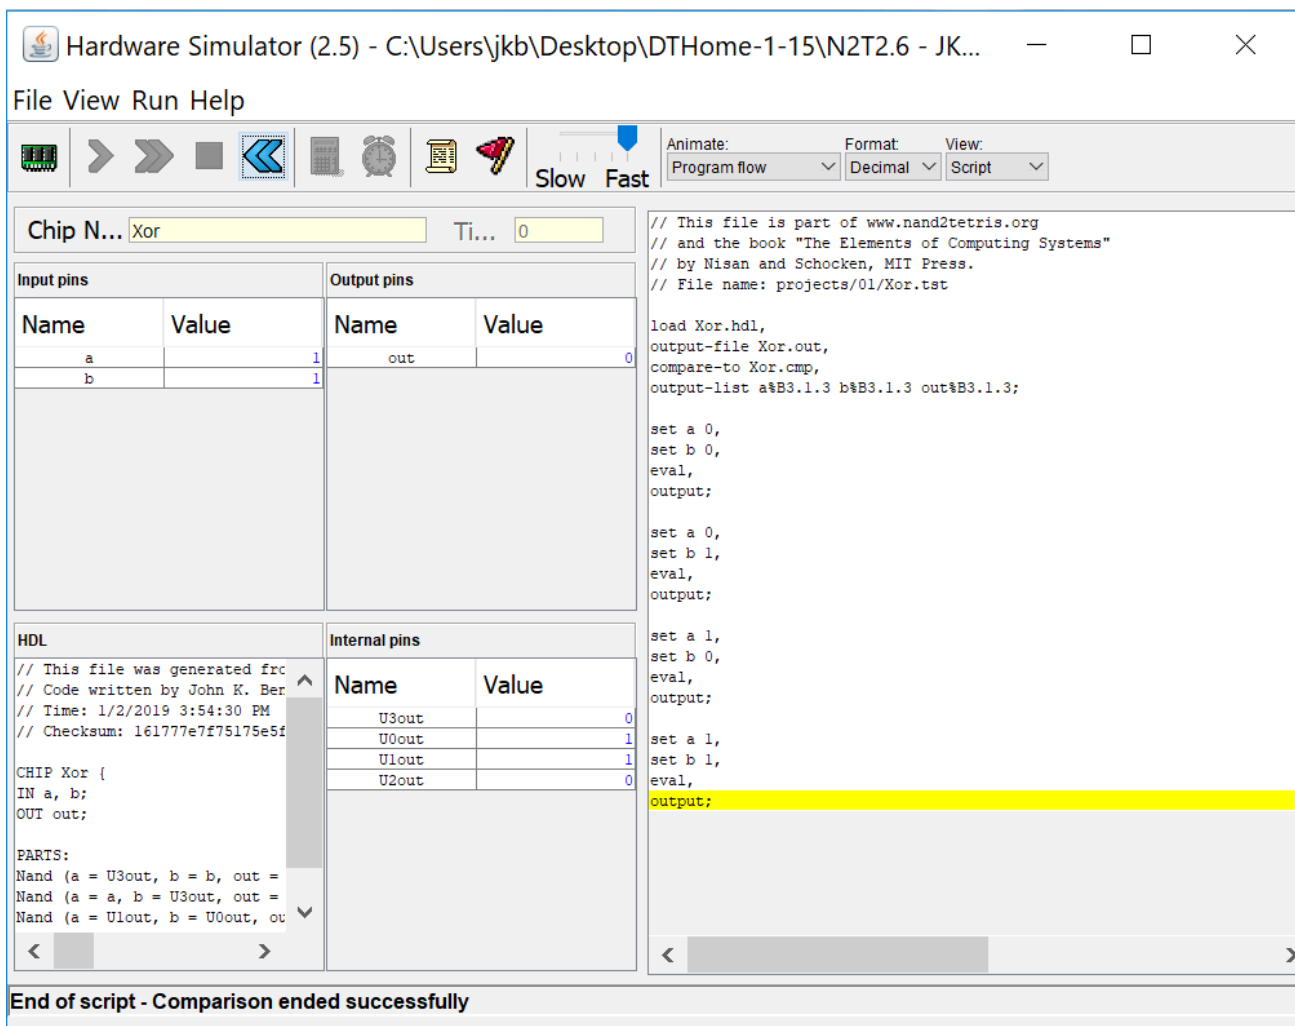 Hardware Simulator (2.5) - C:\Users\jkb\Desktop\DTHome-1-15\N2T2.6 - JK...
File View Run Help
Slow Fast
Animate: Format: View:
Program flow Decimal Script
Chip N... Xor Ti... 0
Input pins
Name Value
a 1
b 1
Output pins
Name Value
out 0
HDL
// This file was generated fro
// Code written by John K. Ben
// Time: 1/2/2019 3:54:30 PM
// Checksum: 161777e7f75175e5f
CHIP Xor {
IN a, b;
OUT out;
PARTS:
Nand (a = U3out, b = b, out =
Nand (a = a, b = U3out, out =
Nand (a = U1out, b = U0out, ou
Internal pins
Name Value
U3out 0
U0out 1
U1out 1
U2out 0
// This file is part of www.nand2tetris.org
// and the book "The Elements of Computing Systems"
// by Nisan and Schocken, MIT Press.
// File name: projects/01/Xor.tst
load Xor.hdl,
output-file Xor.out,
compare-to Xor.cmp,
output-list a%B3.1.3 b%B3.1.3 out%B3.1.3;
set a 0,
set b 0,
eval,
output;
set a 0,
set b 1,
eval,
output;
set a 1,
set b 0,
eval,
output;
set a 1,
set b 1,
eval,
output;
End of script - Comparison ended successfully